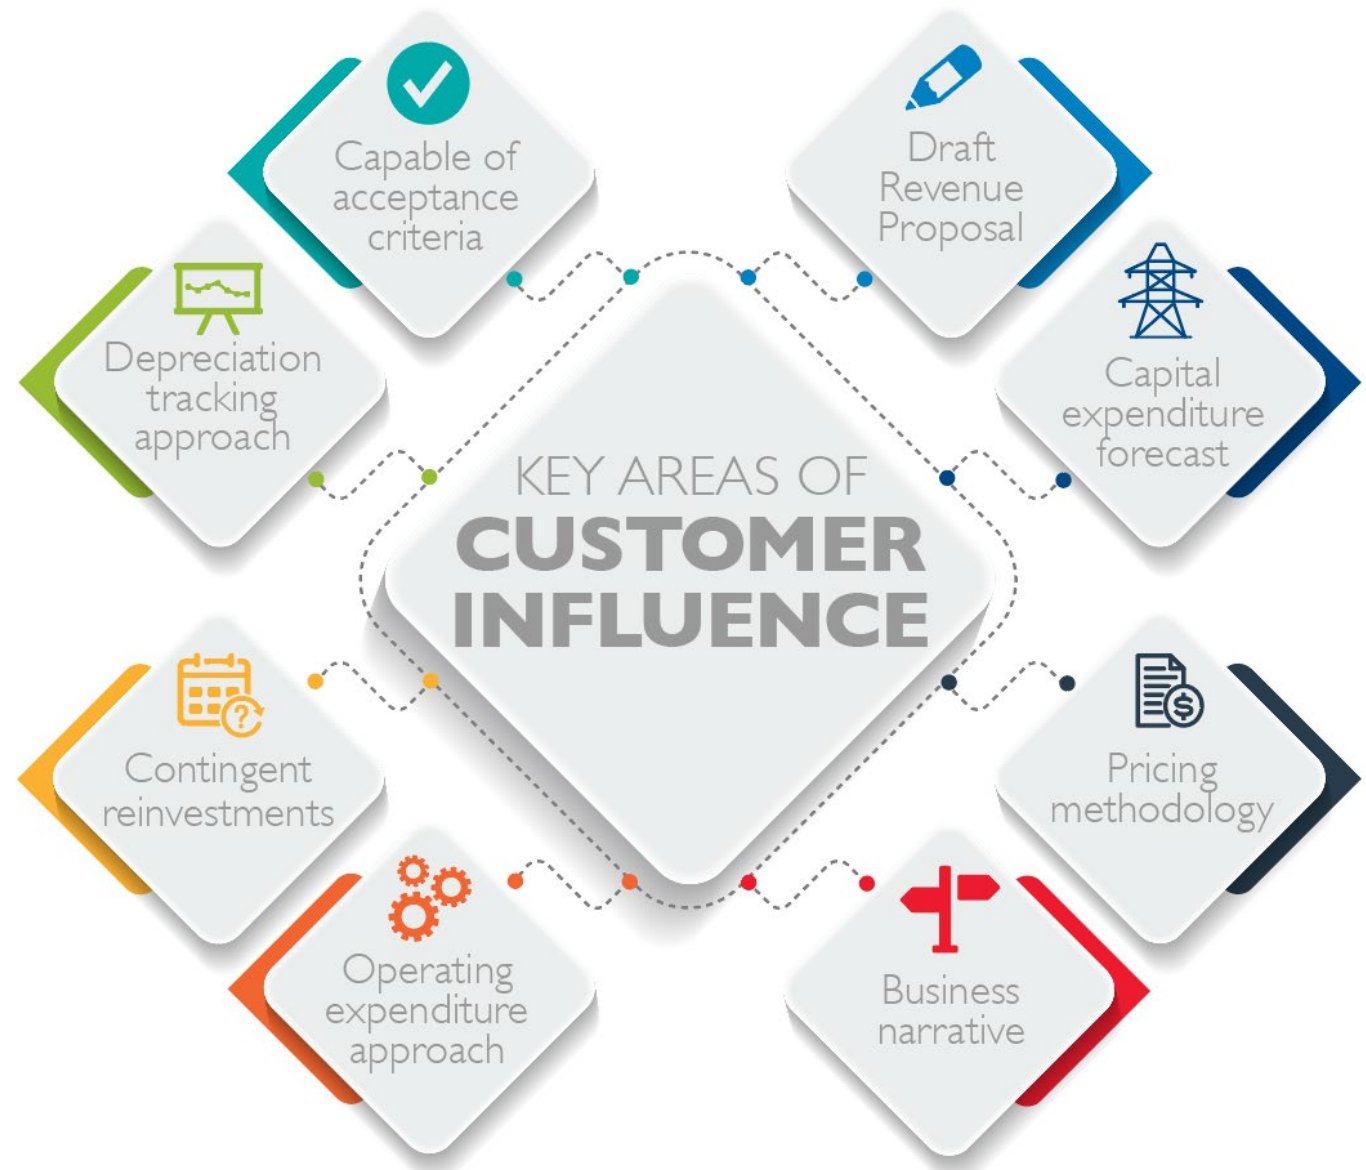 Capable of
acceptance
criteria
Draft
Revenue
Proposal
Depreciation
tracking
approach
Capital
expenditure
forecast
KEY AREAS OF
CUSTOMER
INFLUENCE
?
Contingent
reinvestments
$
Pricing
methodology
Operating
expenditure
approach
Business
narrative